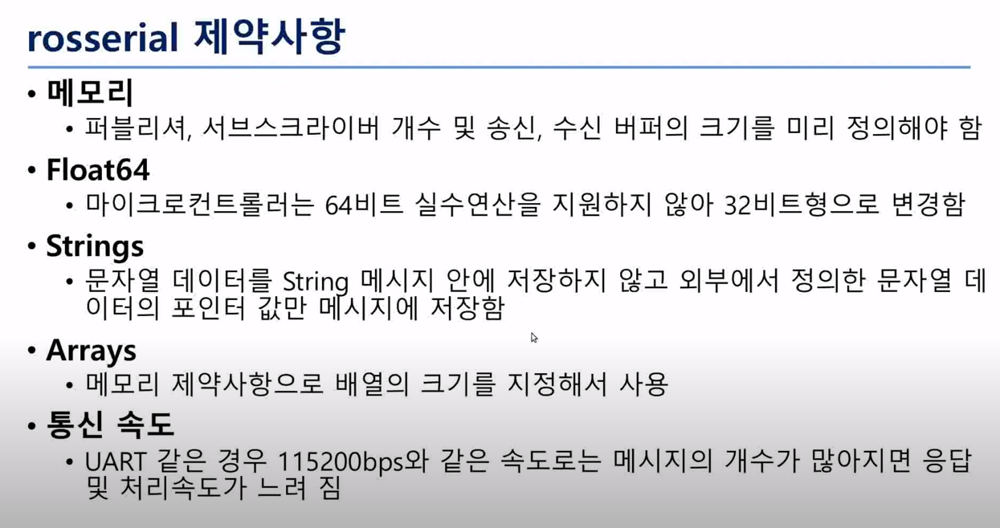 rosserial 제약사항
• 메모리
• 퍼블리셔, 서브스크라이버 개수 및 송신, 수신 버퍼의 크기를 미리 정의해야 함
• Float64
• 마이크로컨트롤러는 64비트 실수연산을 지원하지 않아 32비트형으로 변경함
• Strings
• 문자열 데이터를 String 메시지 안에 저장하지 않고 외부에서 정의한 문자열 데
이터의 포인터 값만 메시지에 저장함
• Arrays
• 메모리 제약사항으로 배열의 크기를 지정해서 사용
• 통신 속도
• UART 같은 경우 115200bps와 같은 속도로는 메시지의 개수가 많아지면 응답
및 처리속도가 느려 짐